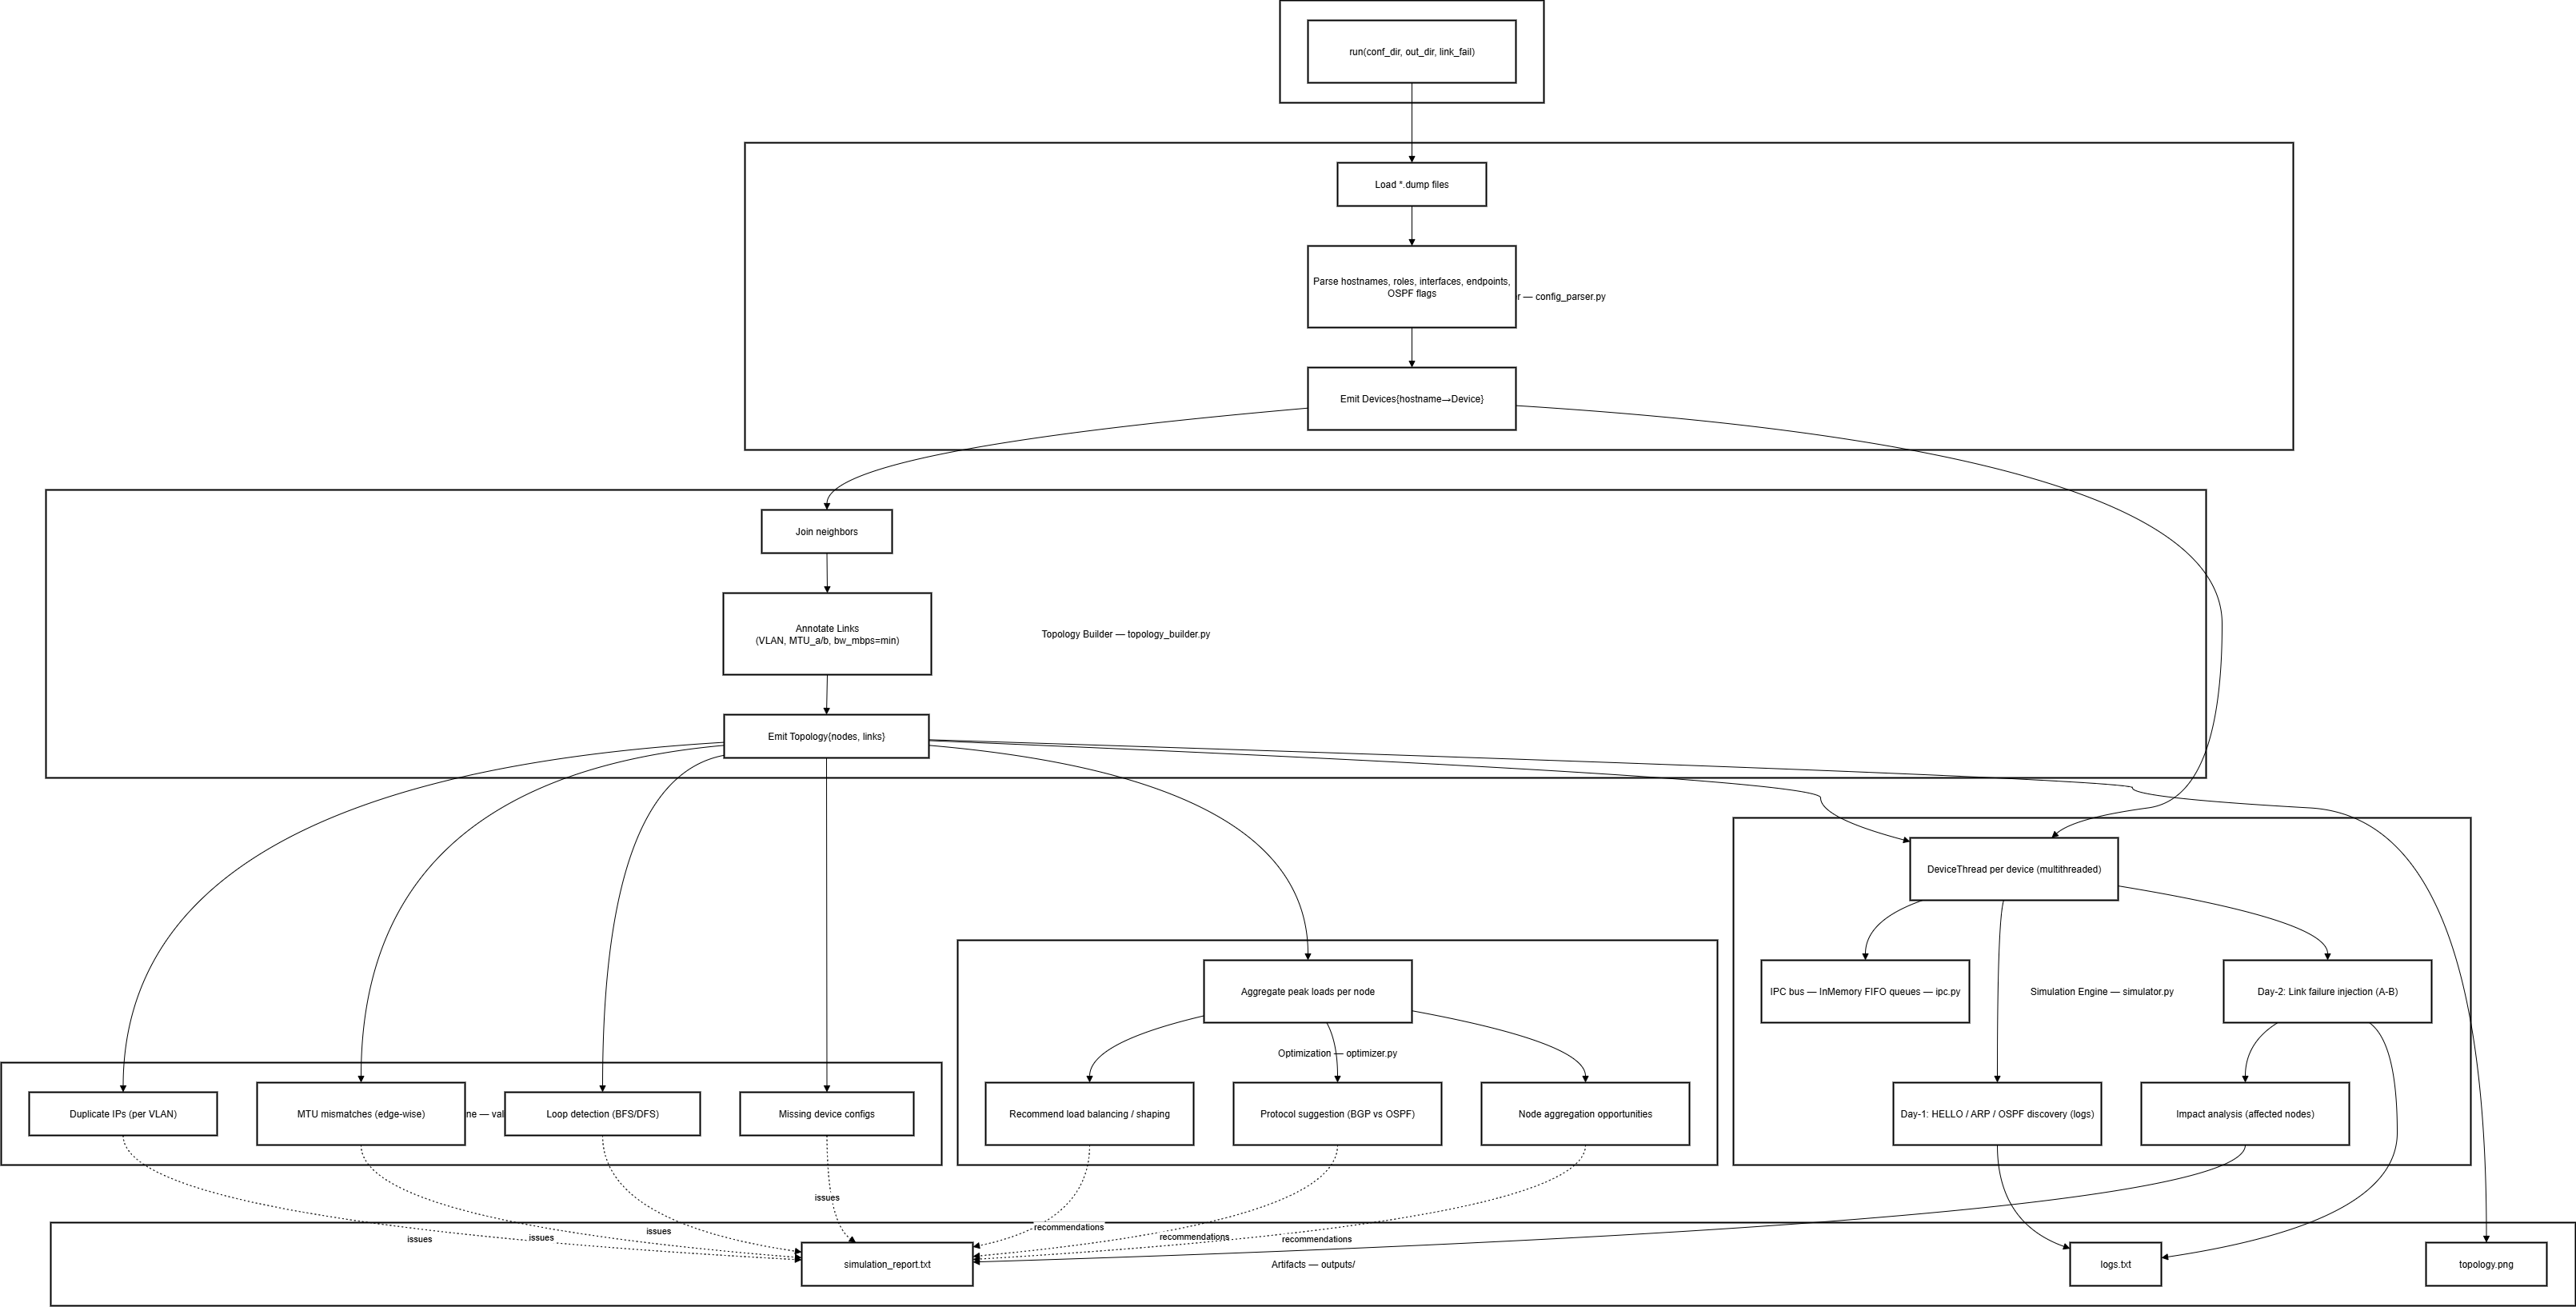 run(conf_dir, out_dir, link_fail)
Load *.dump files
Parse hostnames, roles, interfaces, endpoints,
OSPF flags
r — config_parser.py
Emit Devices{hostname→Device}
Join neighbors
Annotate Links
(VLAN, MTU_a/b, bw_mbps=min)
Topology Builder — topology_builder.py
Emit Topology{nodes, links}
DeviceThread per device (multithreaded)
Aggregate peak loads per node
IPC bus — InMemory FIFO queues — ipc.py
Simulation Engine — simulator.py
Day-2: Link failure injection (A-B)
Optimization — optimizer.py
Duplicate IPs (per VLAN)
MTU mismatches (edge-wise)
ne — val
Loop detection (BFS/DFS)
Missing device configs
Recommend load balancing / shaping
Protocol suggestion (BGP vs OSPF)
Node aggregation opportunities
Day-1: HELLO / ARP / OSPF discovery (logs)
Impact analysis (affected nodes)
issues
recommendations
issues
issues
issues
recommendations
recommendations
simulation_report.txt
Artifacts — outputs/
logs.txt
topology.png